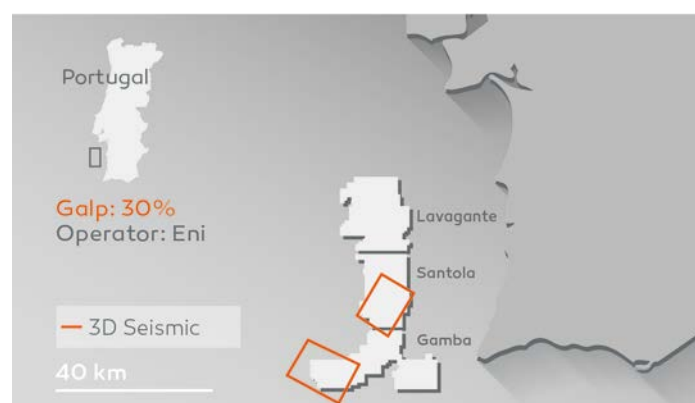 Portugal
Galp: 30%
Operator: Eni
Lavagante
Santola
3D Seismic
Gamba
40 km